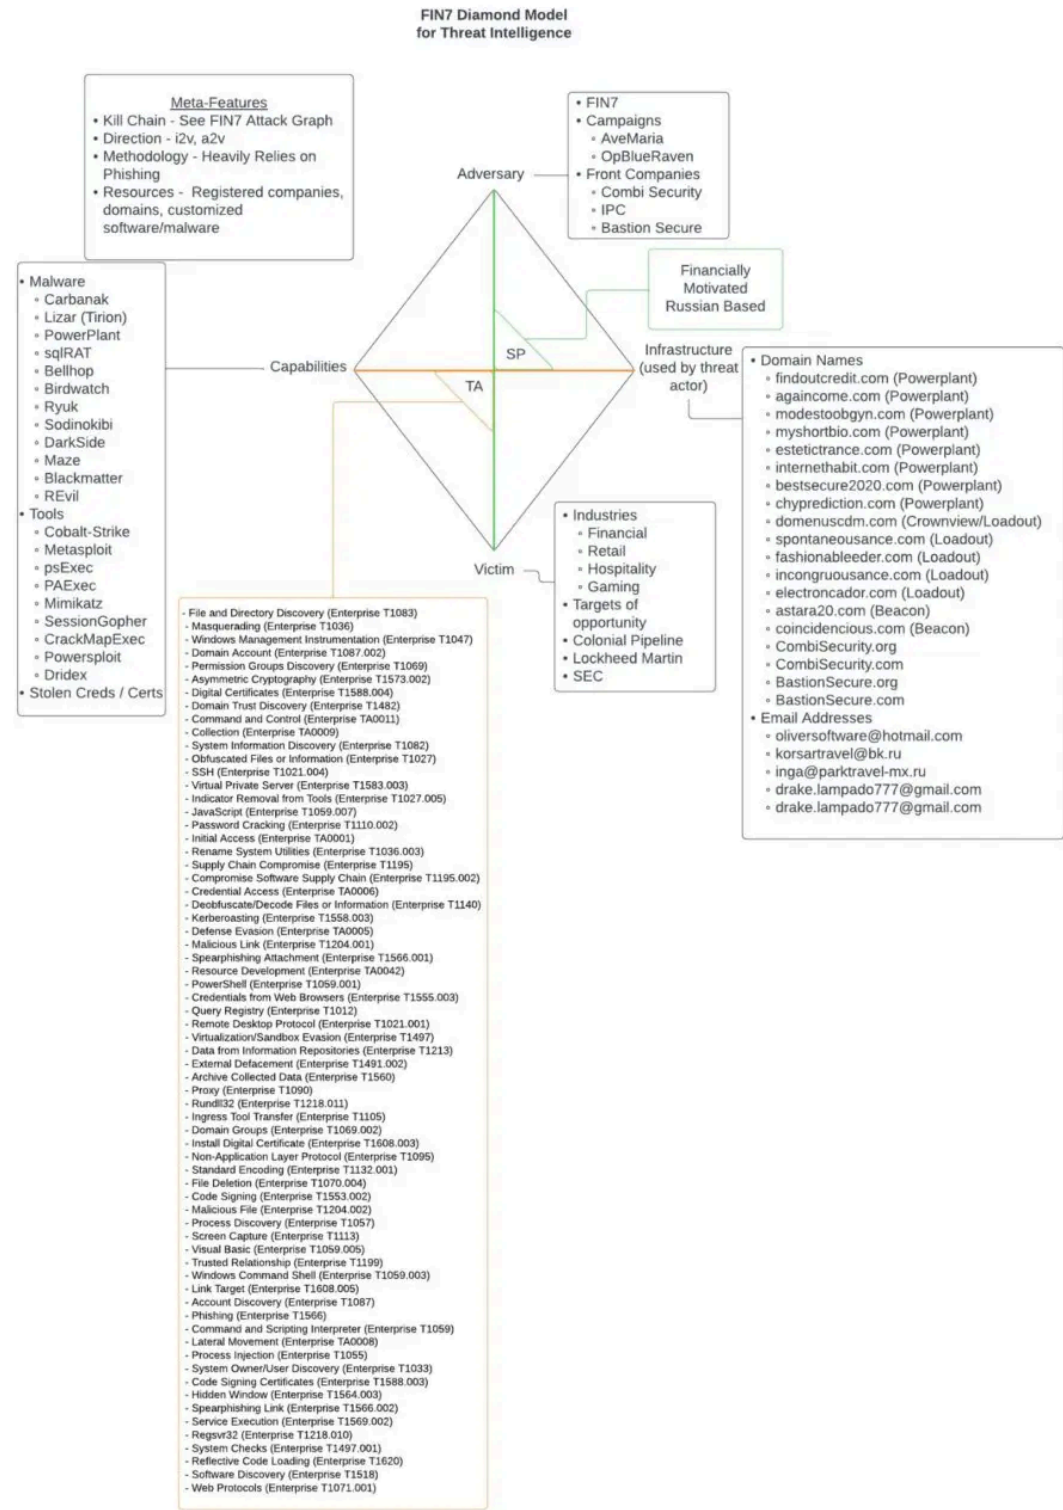 FIN7 Diamond Model
for Threat Intelligence
Meta-Features
• Kill Chain - See FIN7 Attack Graph
• Direction - i2v, a2v
• Methodology - Heavily Relies on
Phishing
• Resources - Registered companies,
domains, customized
software/malware
Adversary
• FIN7
• Campaigns
◦ AveMaria
◦ OpBlueRaven
• Front Companies
◦ Combi Security
◦ IPC
◦ Bastion Secure
Financially
Motivated
Russian Based
SP
TA
Capabilities
• Malware
◦ Carbanak
◦ Lizar (Tirion)
◦ PowerPlant
◦ sqlRAT
◦ Bellhop
◦ Birdwatch
◦ Ryuk
◦ Sodinokibi
◦ DarkSide
◦ Maze
◦ Blackmatter
◦ REvil
• Tools
◦ Cobalt-Strike
◦ Metasploit
◦ psExec
◦ PAExec
◦ Mimikatz
◦ SessionGopher
◦ CrackMapExec
◦ Powersploit
◦ Dridex
• Stolen Creds / Certs
Infrastructure
(used by threat
actor)
• Domain Names
◦ findoutcredit.com (Powerplant)
◦ againcome.com (Powerplant)
◦ modestoobgyn.com (Powerplant)
◦ myshortbio.com (Powerplant)
◦ estetictrance.com (Powerplant)
◦ internethabit.com (Powerplant)
◦ bestsecure2020.com (Powerplant)
◦ chyprediction.com (Powerplant)
◦ domenuscdm.com (Crownview/Loadout)
◦ spontaneousance.com (Loadout)
◦ fashionableeder.com (Loadout)
◦ incongruousance.com (Loadout)
◦ electroncador.com (Loadout)
◦ astara20.com (Beacon)
◦ coincidencious.com (Beacon)
◦ CombiSecurity.org
◦ CombiSecurity.com
◦ BastionSecure.org
◦ BastionSecure.com
• Email Addresses
◦ oliversoftware@hotmail.com
◦ korsartravel@bk.ru
◦ inga@parktravel-mx.ru
◦ drake.lampado777@gmail.com
◦ drake.lampado777@gmail.com
Victim
• Industries
◦ Financial
◦ Retail
◦ Hospitality
◦ Gaming
• Targets of
opportunity
• Colonial Pipeline
• Lockheed Martin
• SEC
- File and Directory Discovery (Enterprise T1083)
- Masquerading (Enterprise T1036)
- Windows Management Instrumentation (Enterprise T1047)
- Domain Account (Enterprise T1087.002)
- Permission Groups Discovery (Enterprise T1069)
- Asymmetric Cryptography (Enterprise T1573.002)
- Digital Certificates (Enterprise T1588.004)
- Domain Trust Discovery (Enterprise T1482)
- Command and Control (Enterprise TA0011)
- Collection (Enterprise TA0009)
- System Information Discovery (Enterprise T1082)
- Obfuscated Files or Information (Enterprise T1027)
- SSH (Enterprise T1021.004)
- Virtual Private Server (Enterprise T1583.003)
- Indicator Removal from Tools (Enterprise T1027.005)
- JavaScript (Enterprise T1059.007)
- Password Cracking (Enterprise T1110.002)
- Initial Access (Enterprise TA0001)
- Rename System Utilities (Enterprise T1036.003)
- Supply Chain Compromise (Enterprise T1195)
- Compromise Software Supply Chain (Enterprise T1195.002)
- Credential Access (Enterprise TA0006)
- Deobfuscate/Decode Files or Information (Enterprise T1140)
- Kerberoasting (Enterprise T1558.003)
- Defense Evasion (Enterprise TA0005)
- Malicious Link (Enterprise T1204.001)
- Spearphishing Attachment (Enterprise T1566.001)
- Resource Development (Enterprise TA0042)
- PowerShell (Enterprise T1059.001)
- Credentials from Web Browsers (Enterprise T1555.003)
- Query Registry (Enterprise T1012)
- Remote Desktop Protocol (Enterprise T1021.001)
- Virtualization/Sandbox Evasion (Enterprise T1497)
- Data from Information Repositories (Enterprise T1213)
- External Defacement (Enterprise T1491.002)
- Archive Collected Data (Enterprise T1560)
- Proxy (Enterprise T1090)
- Rundll32 (Enterprise T1218.011)
- Ingress Tool Transfer (Enterprise T1105)
- Domain Groups (Enterprise T1069.002)
- Install Digital Certificate (Enterprise T1608.003)
- Non-Application Layer Protocol (Enterprise T1095)
- Standard Encoding (Enterprise T1132.001)
- File Deletion (Enterprise T1070.004)
- Code Signing (Enterprise T1553.002)
- Malicious File (Enterprise T1204.002)
- Process Discovery (Enterprise T1057)
- Screen Capture (Enterprise T1113)
- Visual Basic (Enterprise T1059.005)
- Trusted Relationship (Enterprise T1199)
- Windows Command Shell (Enterprise T1059.003)
- Link Target (Enterprise T1608.005)
- Account Discovery (Enterprise T1087)
- Phishing (Enterprise T1566)
- Command and Scripting Interpreter (Enterprise T1059)
- Lateral Movement (Enterprise TA0008)
- Process Injection (Enterprise T1055)
- System Owner/User Discovery (Enterprise T1033)
- Code Signing Certificates (Enterprise T1588.003)
- Hidden Window (Enterprise T1564.003)
- Spearphishing Link (Enterprise T1566.002)
- Service Execution (Enterprise T1569.002)
- Regsvr32 (Enterprise T1218.010)
- System Checks (Enterprise T1497.001)
- Reflective Code Loading (Enterprise T1620)
- Software Discovery (Enterprise T1518)
- Web Protocols (Enterprise T1071.001)